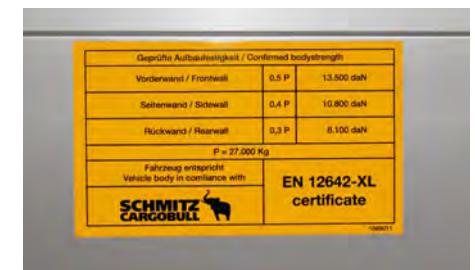 Geprüfte Aufbaufestigkeit / Confirmed bodystrength
Vorderwand / Frontwall 0,5 P 13.500 daN
Seitenwand / Sidewall 0,4 P 10.800 daN
Rückwand / Rearwall 0,3 P 8.100 daN
P = 27.000 Kg
Fahrzeug entspricht
Vehicle body in comliance with
SCHMITZ
CARGOBULL
EN 12642-XL
certificate